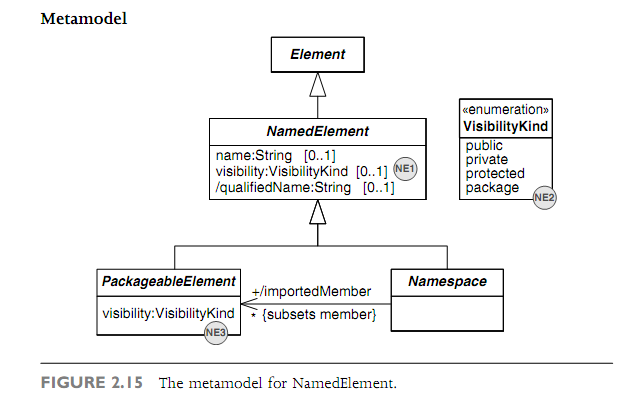 Metamodel
Element
NamedElement
name:String [0..1]
visibility:VisibilityKind [0..1]
NE1
/qualifiedName:String [0..1]
«enumeration»
VisibilityKind
public
private
protected
package
NE2
PackageableElement
visibility:VisibilityKind
NE3
+/importedMember
* {subsets member}
Namespace
FIGURE 2.15 The metamodel for NamedElement.